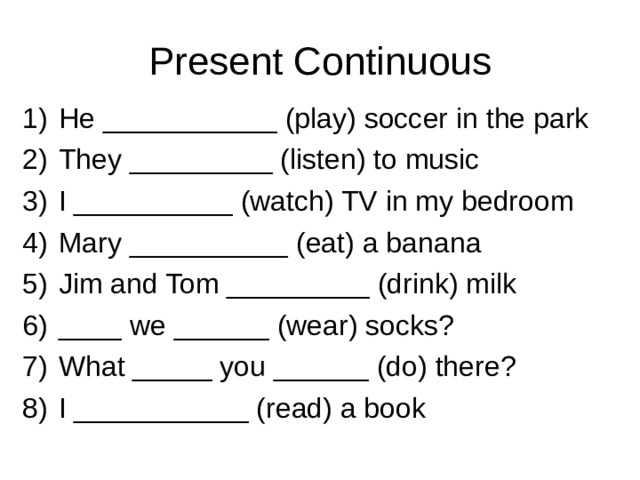 Present Continuous
1) He ___________ (play) soccer in the park
2) They _________ (listen) to music
3) I __________ (watch) TV in my bedroom
4) Mary __________ (eat) a banana
5) Jim and Tom _________ (drink) milk
6) ____ we ______ (wear) socks?
7) What _____ you ______ (do) there?
8) I ___________ (read) a book